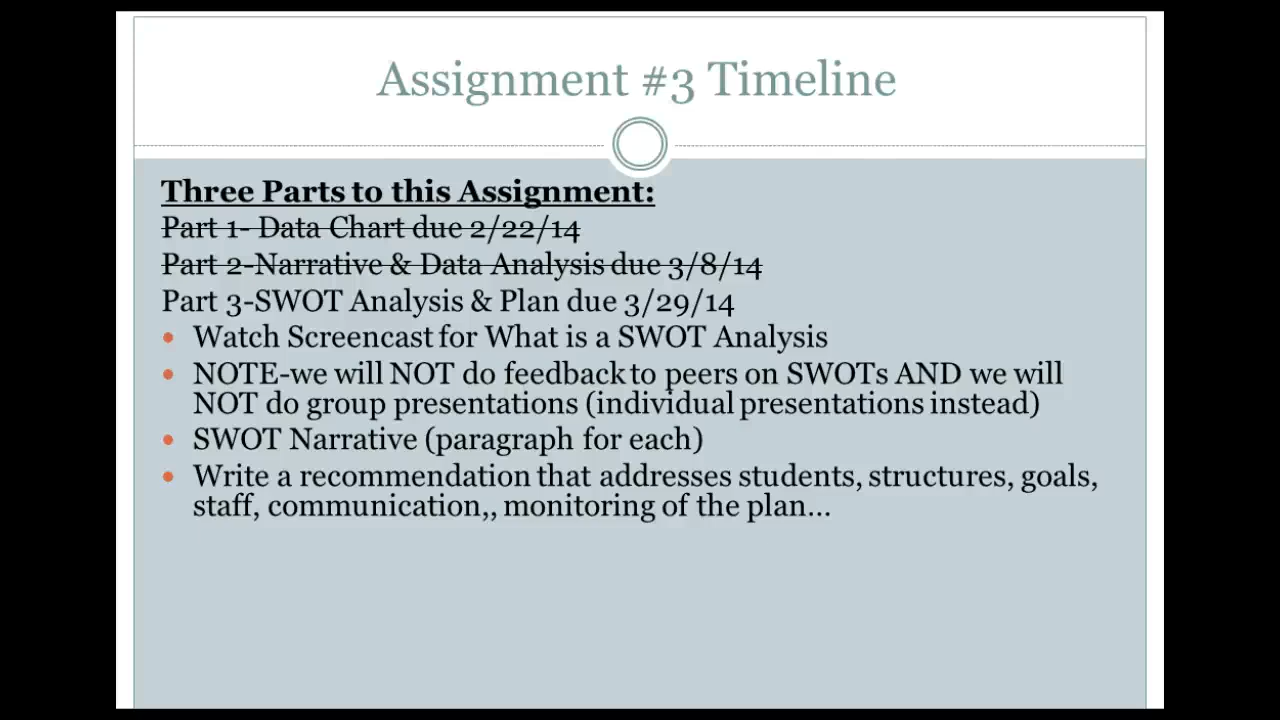 Assignment #3 Timeline
Three Parts to this Assignment:
Part 1- Data Chart due 2/22/14
Part 2-Narrative & Data Analysis due 3/8/14
Part 3-SWOT Analysis & Plan due 3/29/14
• Watch Screencast for What is a SWOT Analysis
• NOTE-we will NOT do feedback to peers on SWOTs AND we will
NOT do group presentations (individual presentations instead)
• SWOT Narrative (paragraph for each)
• Write a recommendation that addresses students, structures, goals,
staff, communication,, monitoring of the plan...